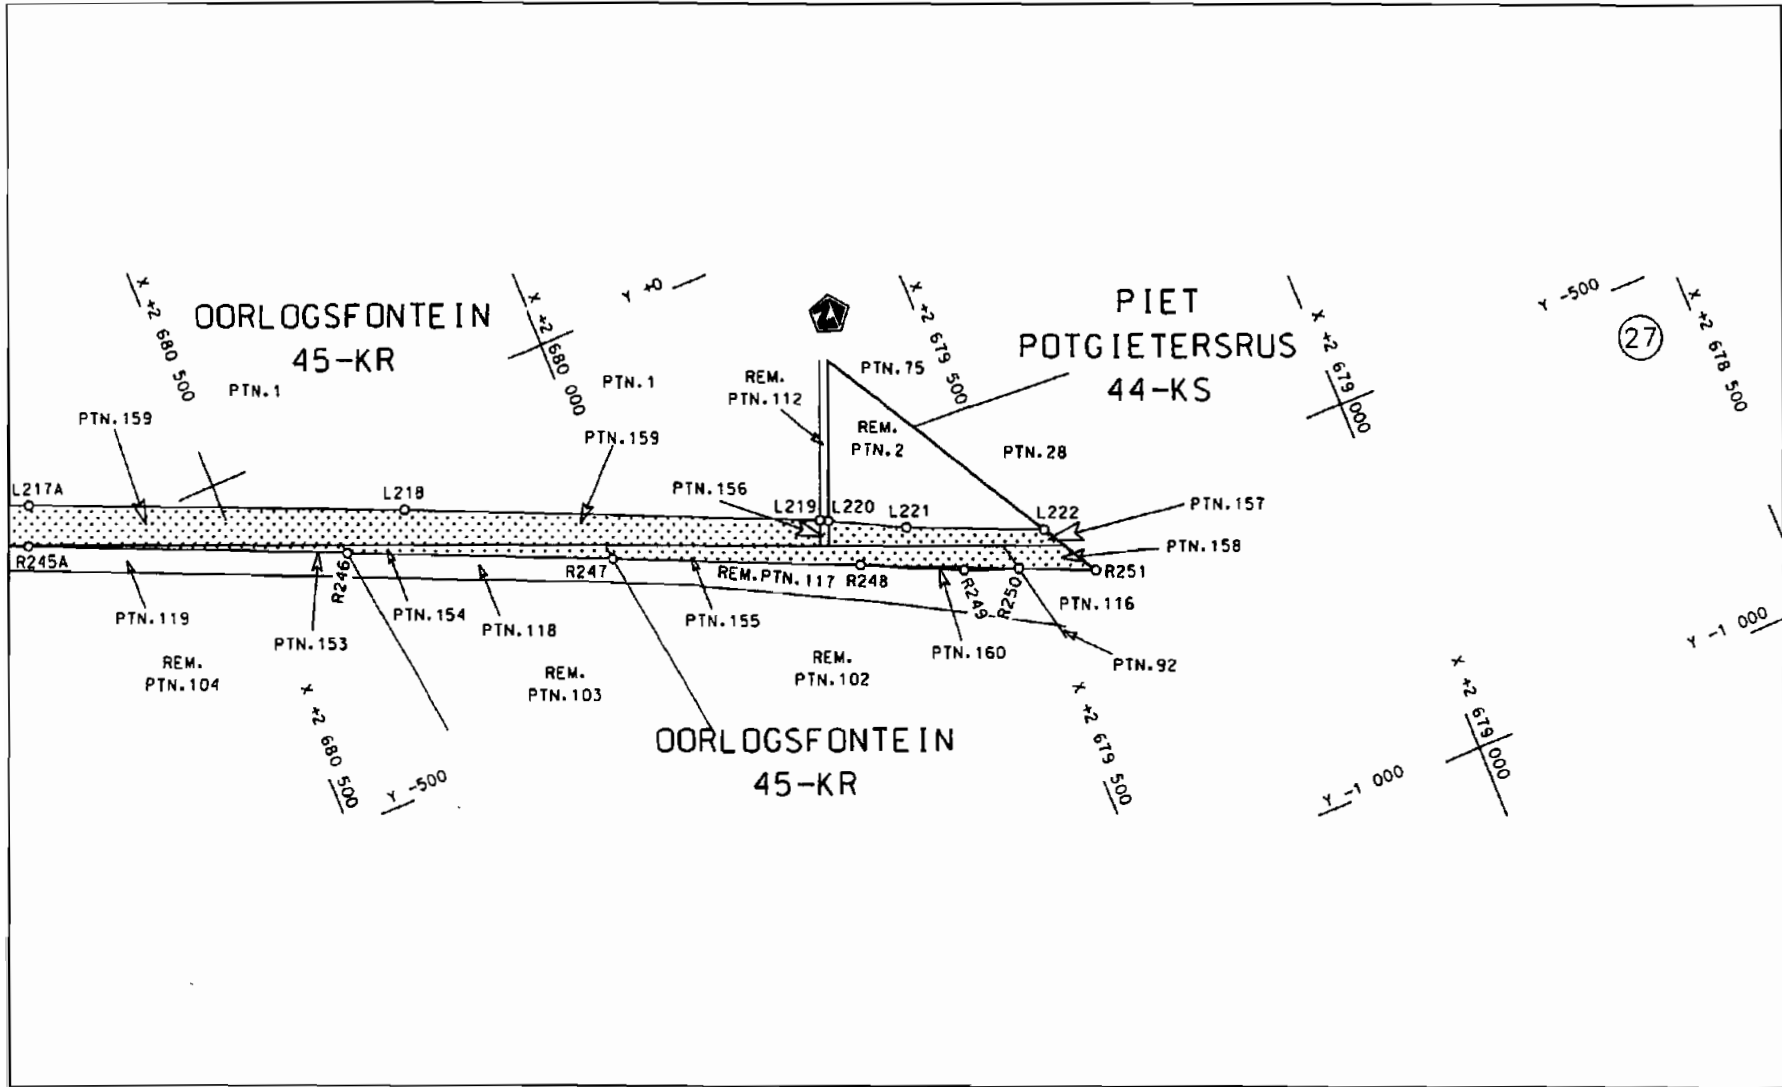 X +2 680 500
OORLOGSFONTEIN
45-KR
PTN.1
X +2 680 000
Y +0
PTN.1
X +2 679 500
PIET
POTGIETERSRUS
44-KS
X +2 679 000
Y -500
27
X +2 678 500
PTN.159
PTN.159
REM.
PTN.112
PTN.75
REM.
PTN.2
PTN.28
L217A
L218
PTN.156
L219
L220
L221
L222
PTN.157
PTN.158
R245A
R246
R247
REM.PTN.117
R248
R249
R250
R251
PTN.119
PTN.153
PTN.154
PTN.118
PTN.155
PTN.160
PTN.116
PTN.92
REM.
PTN.104
REM.
PTN.103
REM.
PTN.102
X +2 680 500
Y -500
OORLOGSFONTEIN
45-KR
X +2 679 500
Y -1 000
X +2 679 000
Y -1 000